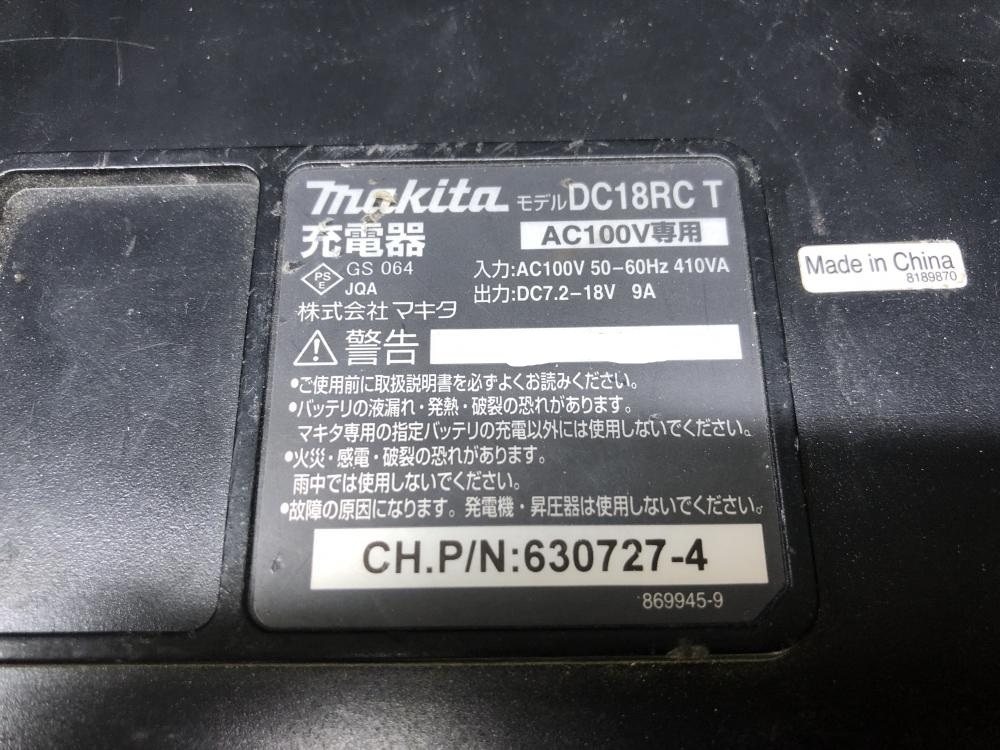 makita モデル DC18RC T
充電器 AC100V専用
PSE GS 064 入力:AC100V 50-60Hz 410VA
JQA 出力:DC7.2-18V 9A
株式会社 マキタ
警告
•ご使用前に取扱説明書を必ずよくお読みください。
•バッテリの液漏れ・発熱・破裂の恐れがあります。
マキタ専用の指定バッテリの充電以外には使用しないでください。
•火災・感電・破裂の恐れがあります。
雨中では使用しないでください。
•故障の原因になります。発電機・昇圧器は使用しないでください。
CH.P/N:630727-4
869945-9
Made in China
8189870